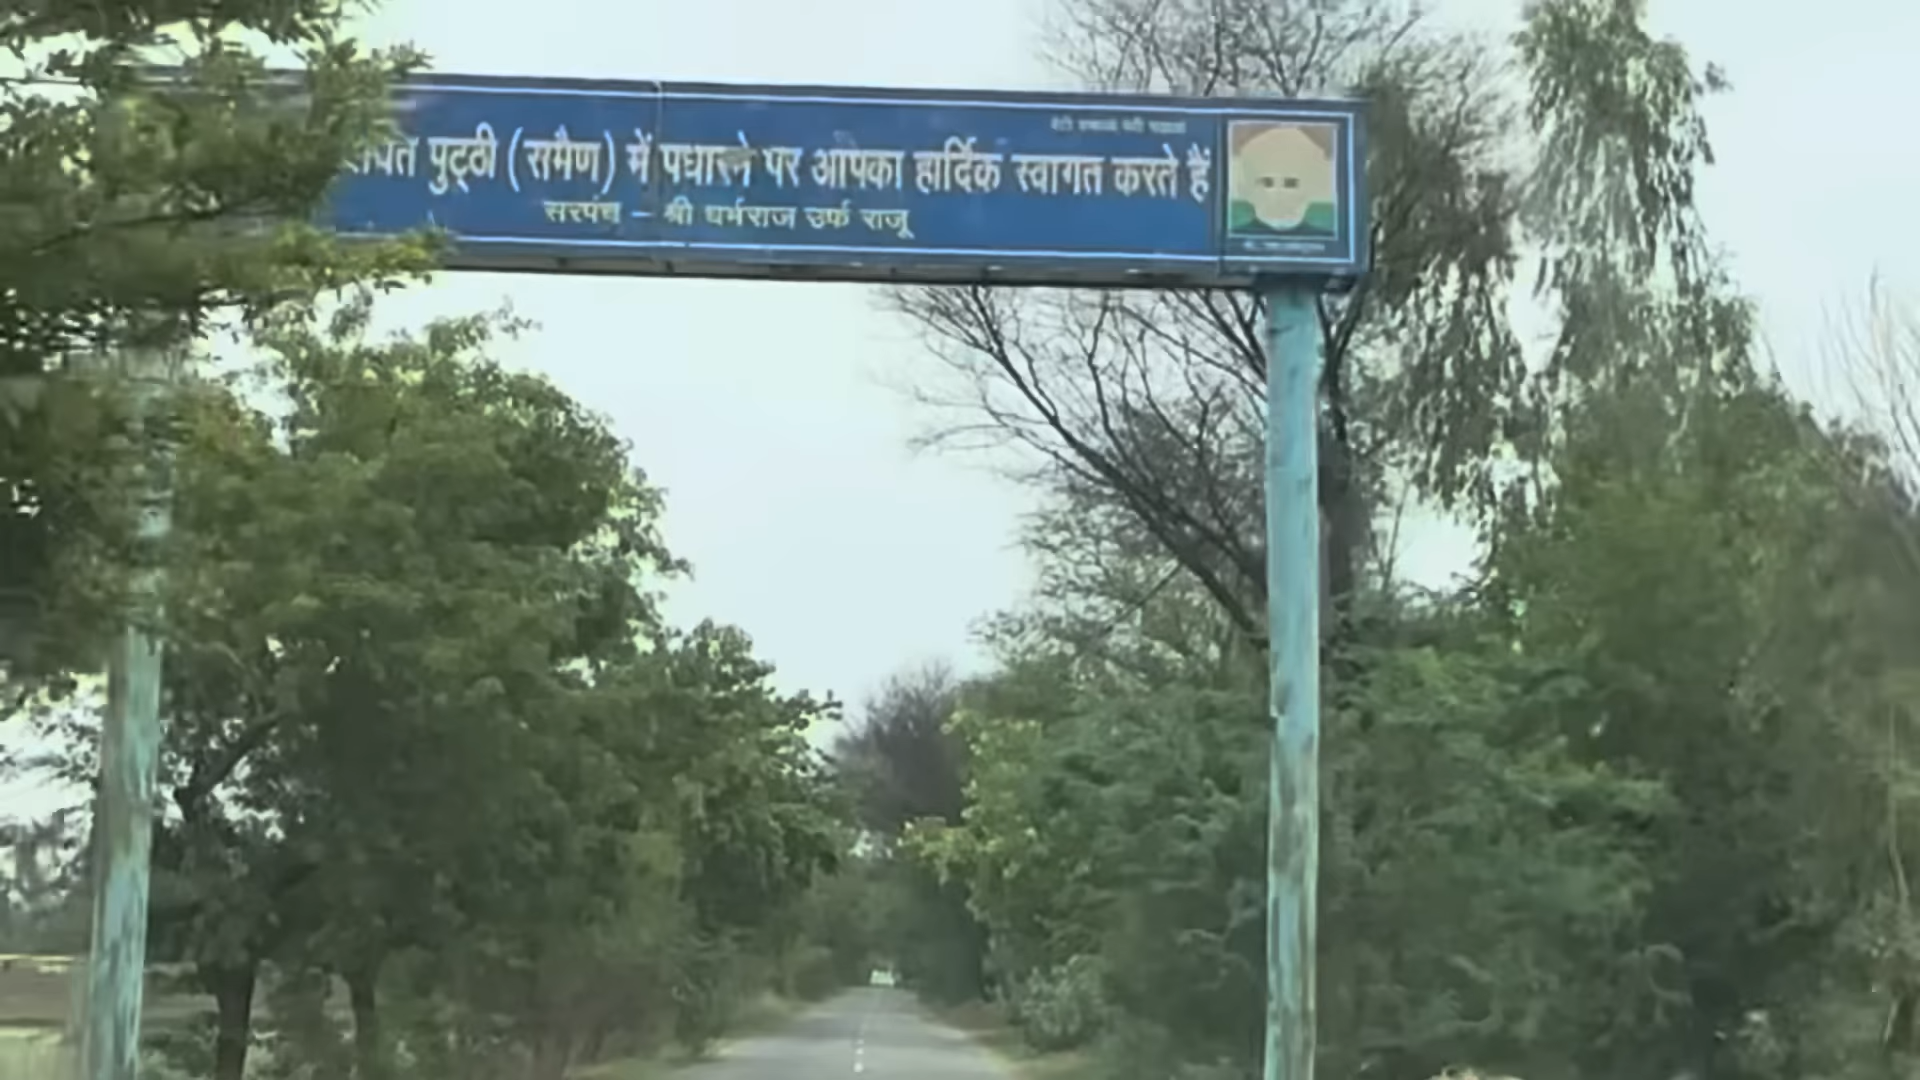 पुट्ठी (समैण) में पधारने पर आपका हार्दिक स्वागत करते हैं
सरपंच – श्री धर्मराज उर्फ राजू